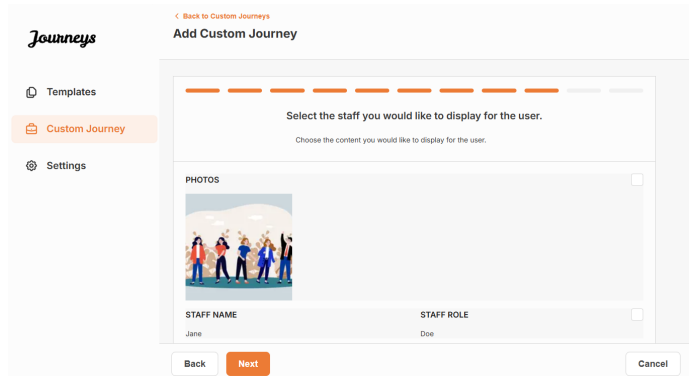 Journeys
Templates
Custom Journey
Settings
< Back to Custom Journeys
Add Custom Journey
Select the staff you would like to display for the user.
Choose the content you would like to display for the user.
PHOTOS
STAFF NAME STAFF ROLE
Jane Doe
Back Next Cancel